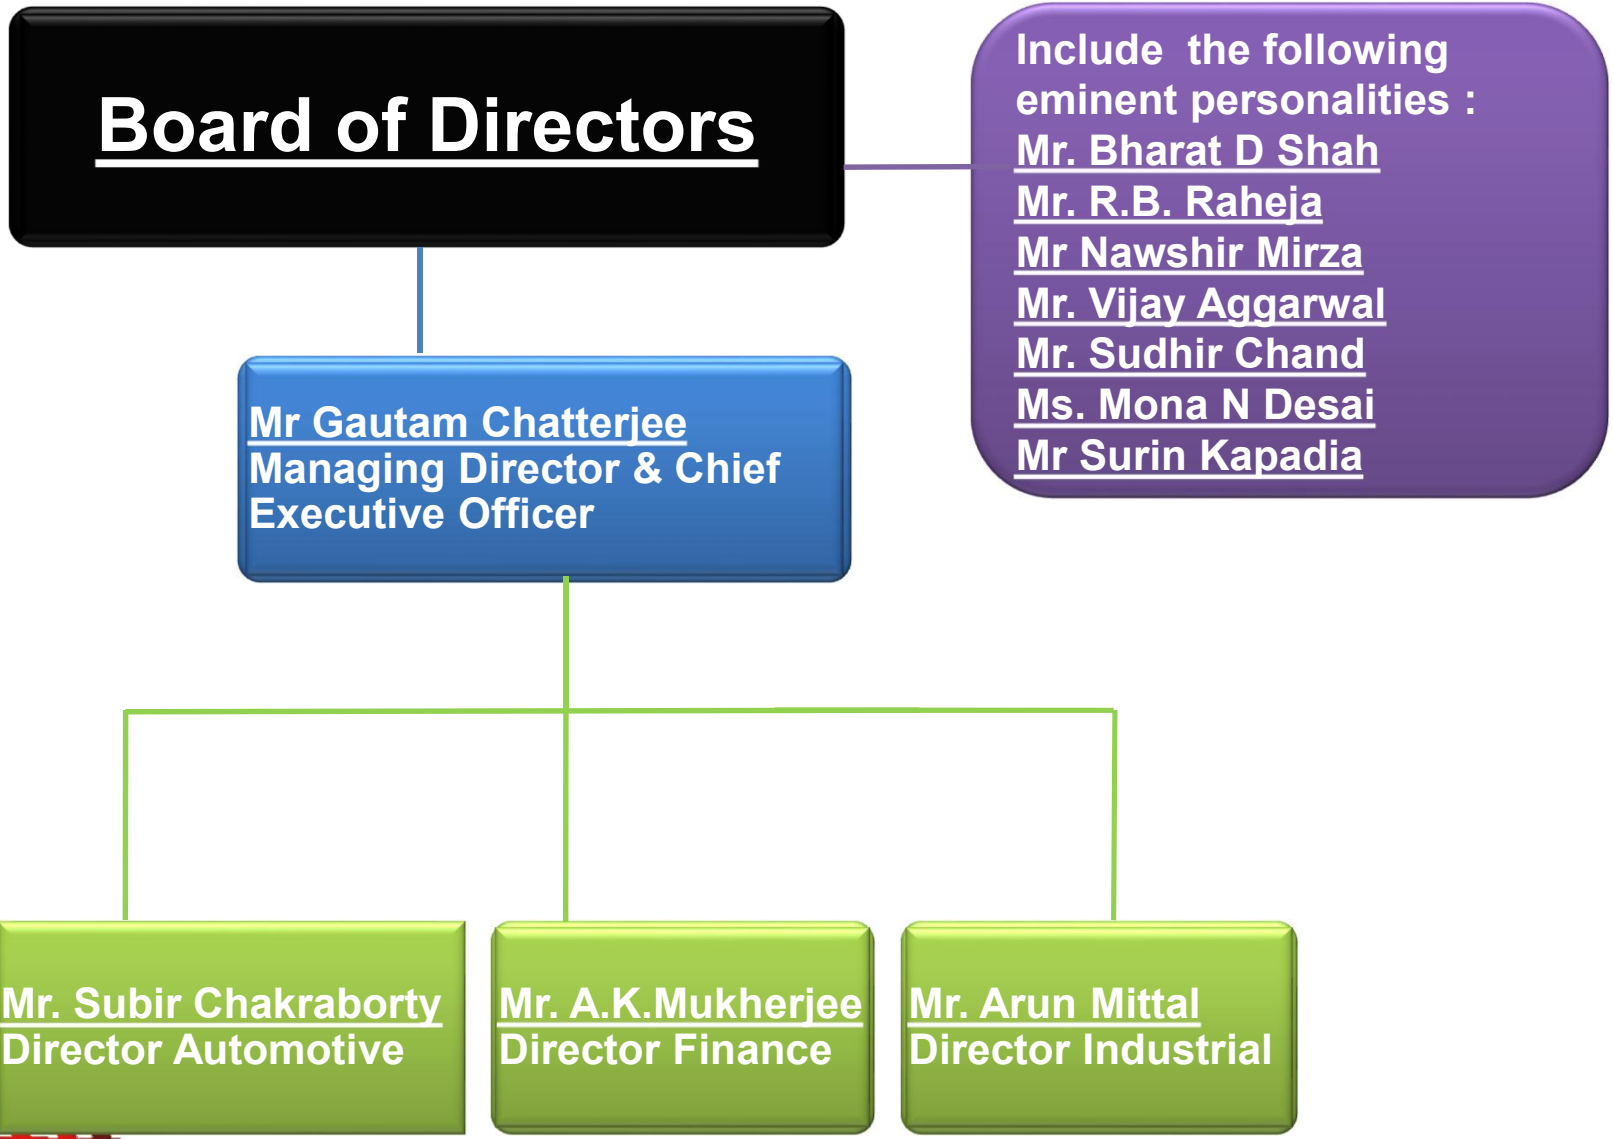 Board of Directors
Include the following
eminent personalities :
Mr. Bharat D Shah
Mr. R.B. Raheja
Mr Nawshir Mirza
Mr. Vijay Aggarwal
Mr. Sudhir Chand
Ms. Mona N Desai
Mr Surin Kapadia
Mr Gautam Chatterjee
Managing Director & Chief
Executive Officer
Mr. Subir Chakraborty
Director Automotive
Mr. A.K.Mukherjee
Director Finance
Mr. Arun Mittal
Director Industrial